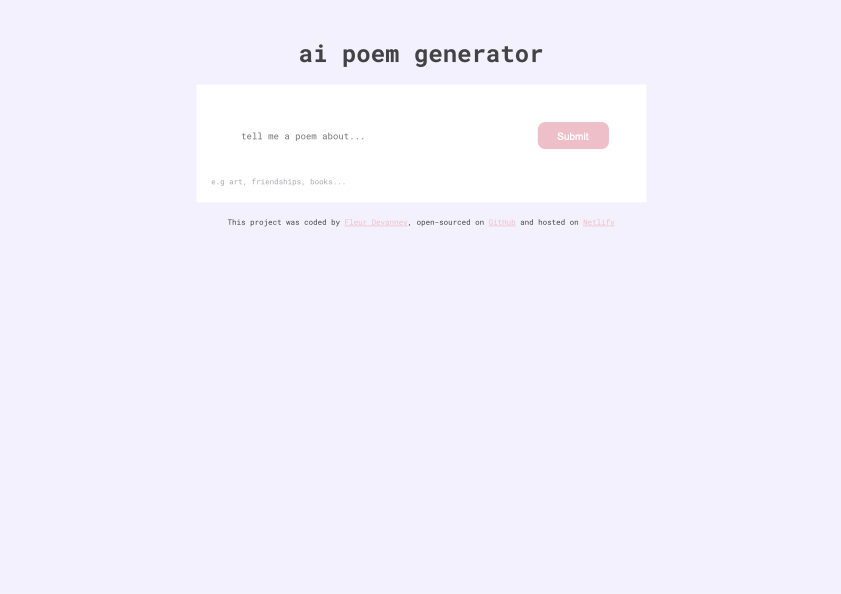 ai poem generator
tell me a poem about...
Submit
e.g art, friendships, books...
This project was coded by Fleur Devanney, open-sourced on GitHub and hosted on Netlify